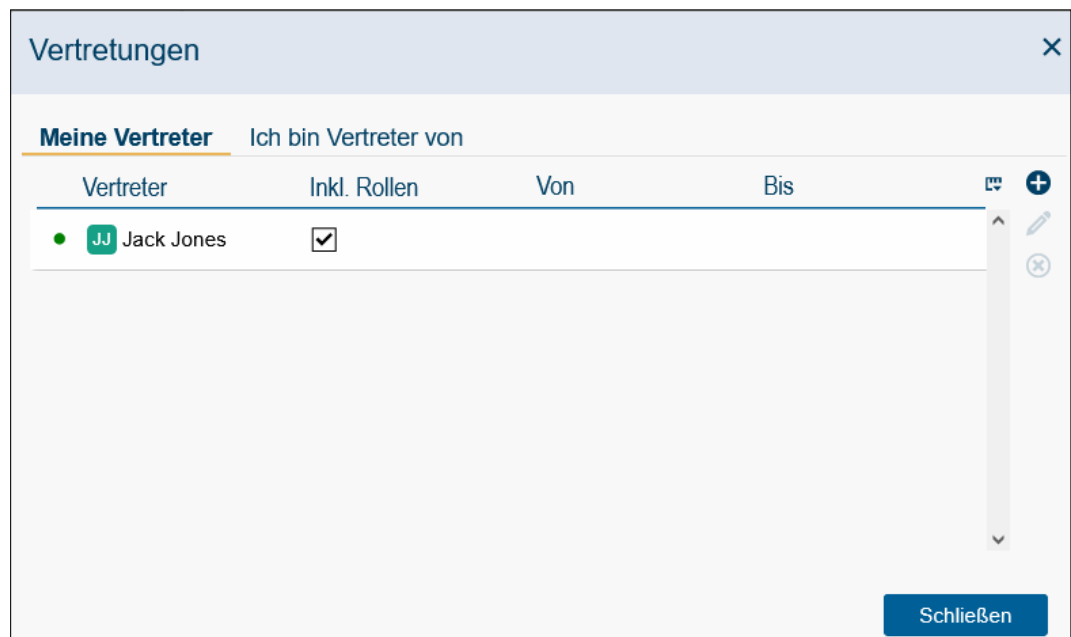 Vertretungen
Meine Vertreter Ich bin Vertreter von
Vertreter Inkl. Rollen Von Bis
JJ Jack Jones
Schließen